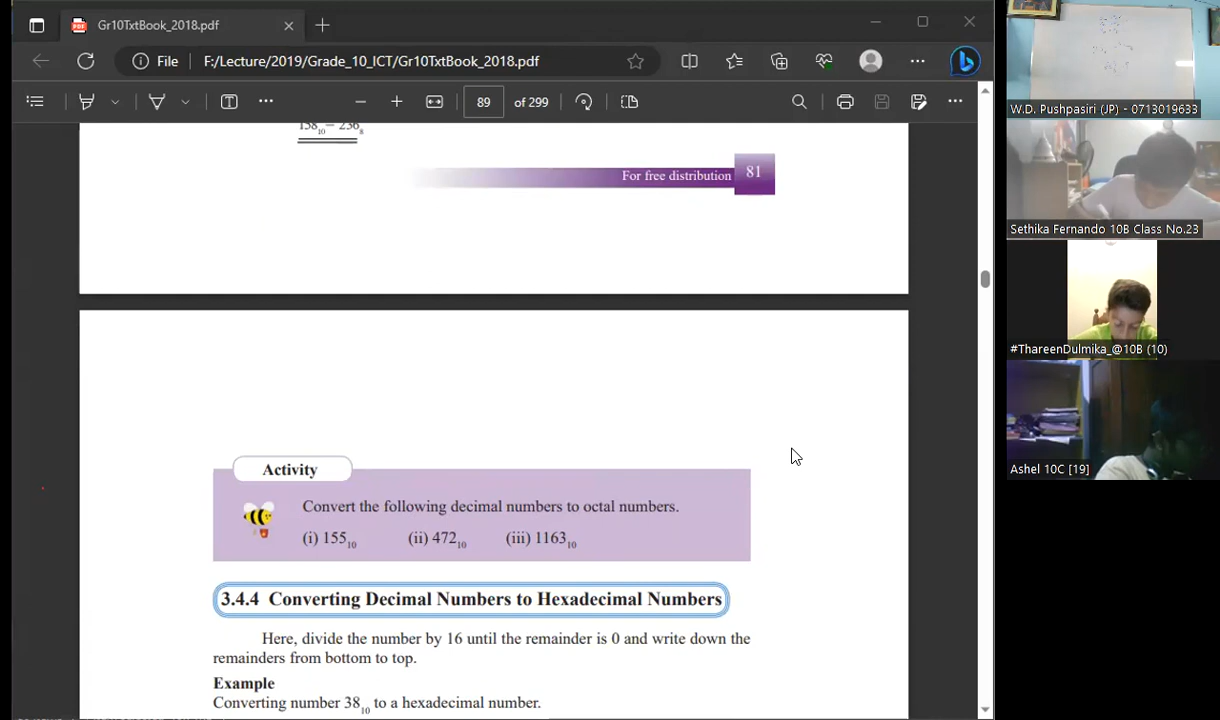 Gr10TxtBook_2018.pdf
File F:/Lecture/2019/Grade_10_ICT/Gr10TxtBook_2018.pdf
89 of 299
158₁₀ = 236₈
For free distribution 81
Activity
Convert the following decimal numbers to octal numbers.
(i) 155₁₀ (ii) 472₁₀ (iii) 1163₁₀
3.4.4 Converting Decimal Numbers to Hexadecimal Numbers
Here, divide the number by 16 until the remainder is 0 and write down the
remainders from bottom to top.
Example
Converting number 38₁₀ to a hexadecimal number.
W.D. Pushpasiri (JP) - 0713019633
Sethika Fernando 10B Class No.23
#ThareenDulmika_@10B (10)
Ashel 10C [19]